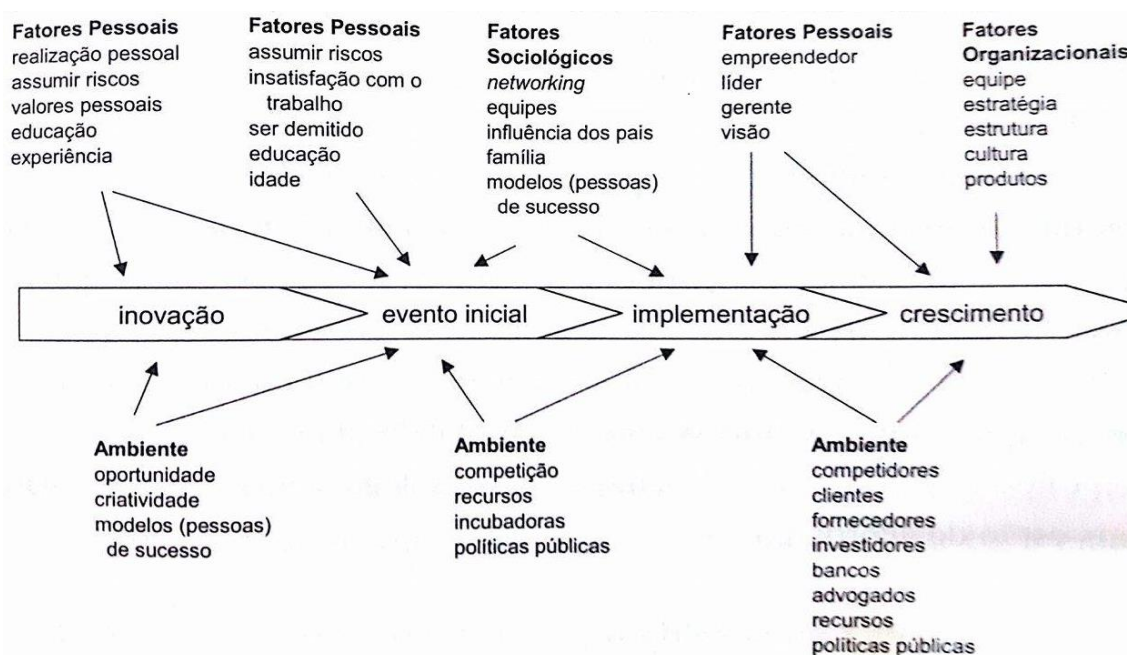 Fatores Pessoais
realização pessoal
assumir riscos
valores pessoais
educação
experiência
Fatores Pessoais
assumir riscos
insatisfação com o
trabalho
ser demitido
educação
idade
Fatores
Sociológicos
networking
equipes
influência dos pais
família
modelos (pessoas)
de sucesso
Fatores Pessoais
empreendedor
líder
gerente
visão
Fatores
Organizacionais
equipe
estratégia
estrutura
cultura
produtos
inovação
evento inicial
implementação
crescimento
Ambiente
oportunidade
criatividade
modelos (pessoas)
de sucesso
Ambiente
competição
recursos
incubadoras
políticas públicas
Ambiente
competidores
clientes
fornecedores
investidores
bancos
advogados
recursos
políticas públicas